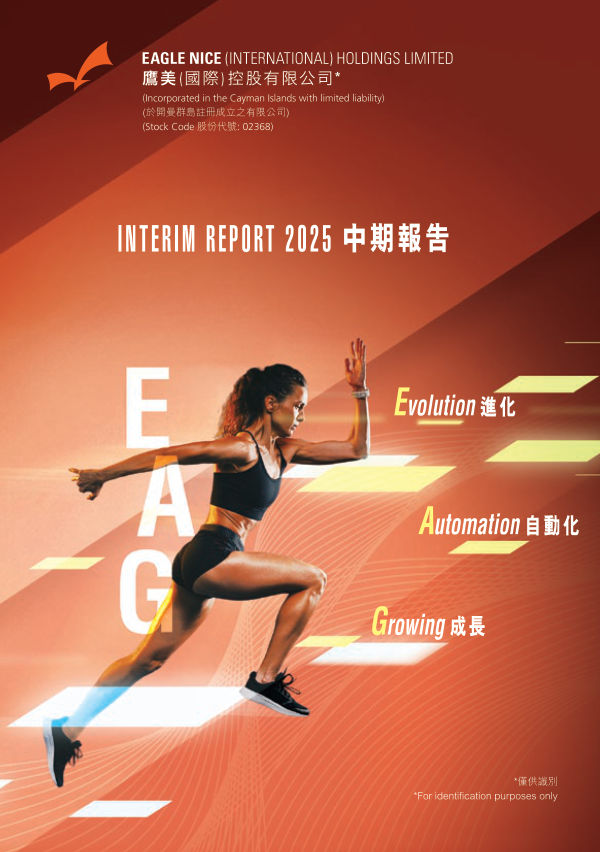 EAGLE NICE (INTERNATIONAL) HOLDINGS LIMITED
鷹美(國際)控股有限公司*
(Incorporated in the Cayman Islands with limited liability)
(於開曼群島註冊成立之有限公司)
(Stock Code 股份代號: 02368)
INTERIM REPORT 2025 中期報告
E
A
G
Evolution 進化
Automation 自動化
Growing 成長
*僅供識別
*For identification purposes only